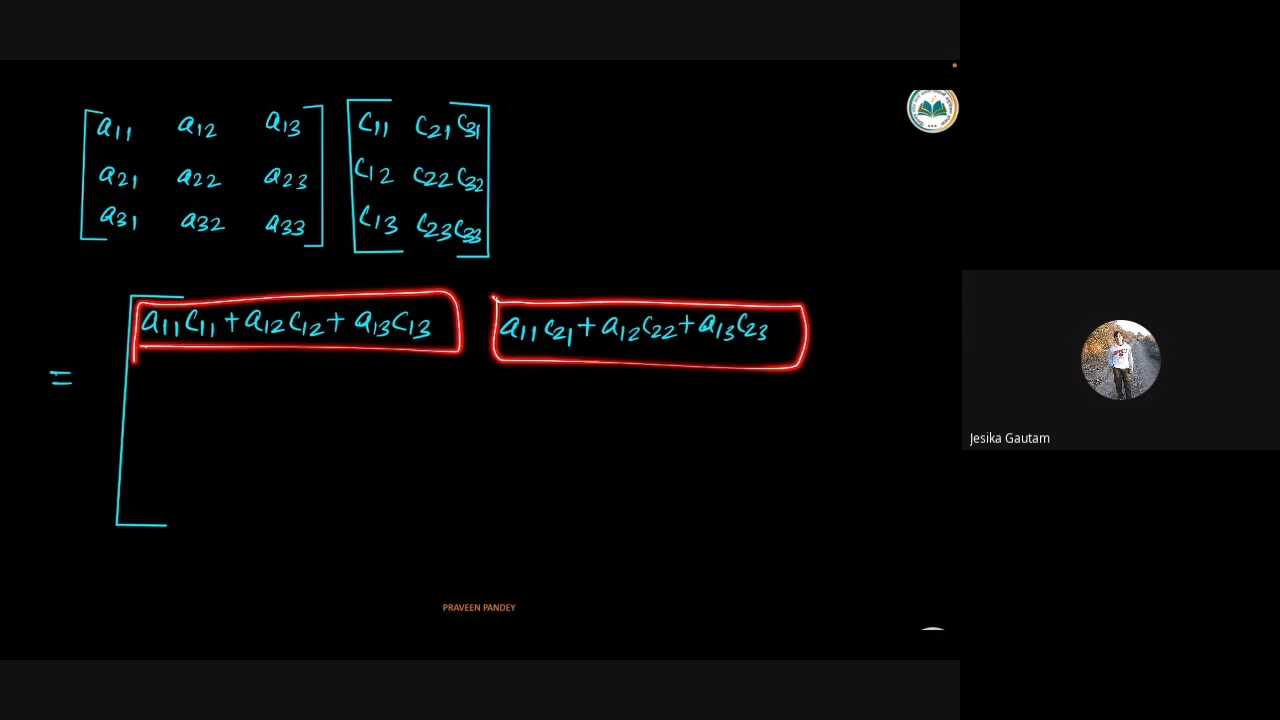 a11 a12 a13 c11 c21 c31
a21 a22 a23 c12 c22 c32
a31 a32 a33 c13 c23 c33
= a11c11+a12c12+a13c13 a11c21+a12c22+a13c23
Jesika Gautam
PRAVEEN PANDEY